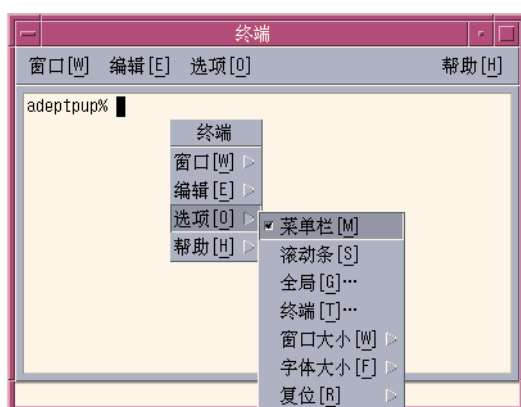 终端
窗口[W] 编辑[E] 选项[O] 帮助[H]
adeptpup%
终端
窗口[W]
编辑[E]
选项[O]
帮助[H]
菜单栏[M]
滚动条[S]
全局[G]…
终端[T]…
窗口大小[W]
字体大小[F]
复位[R]